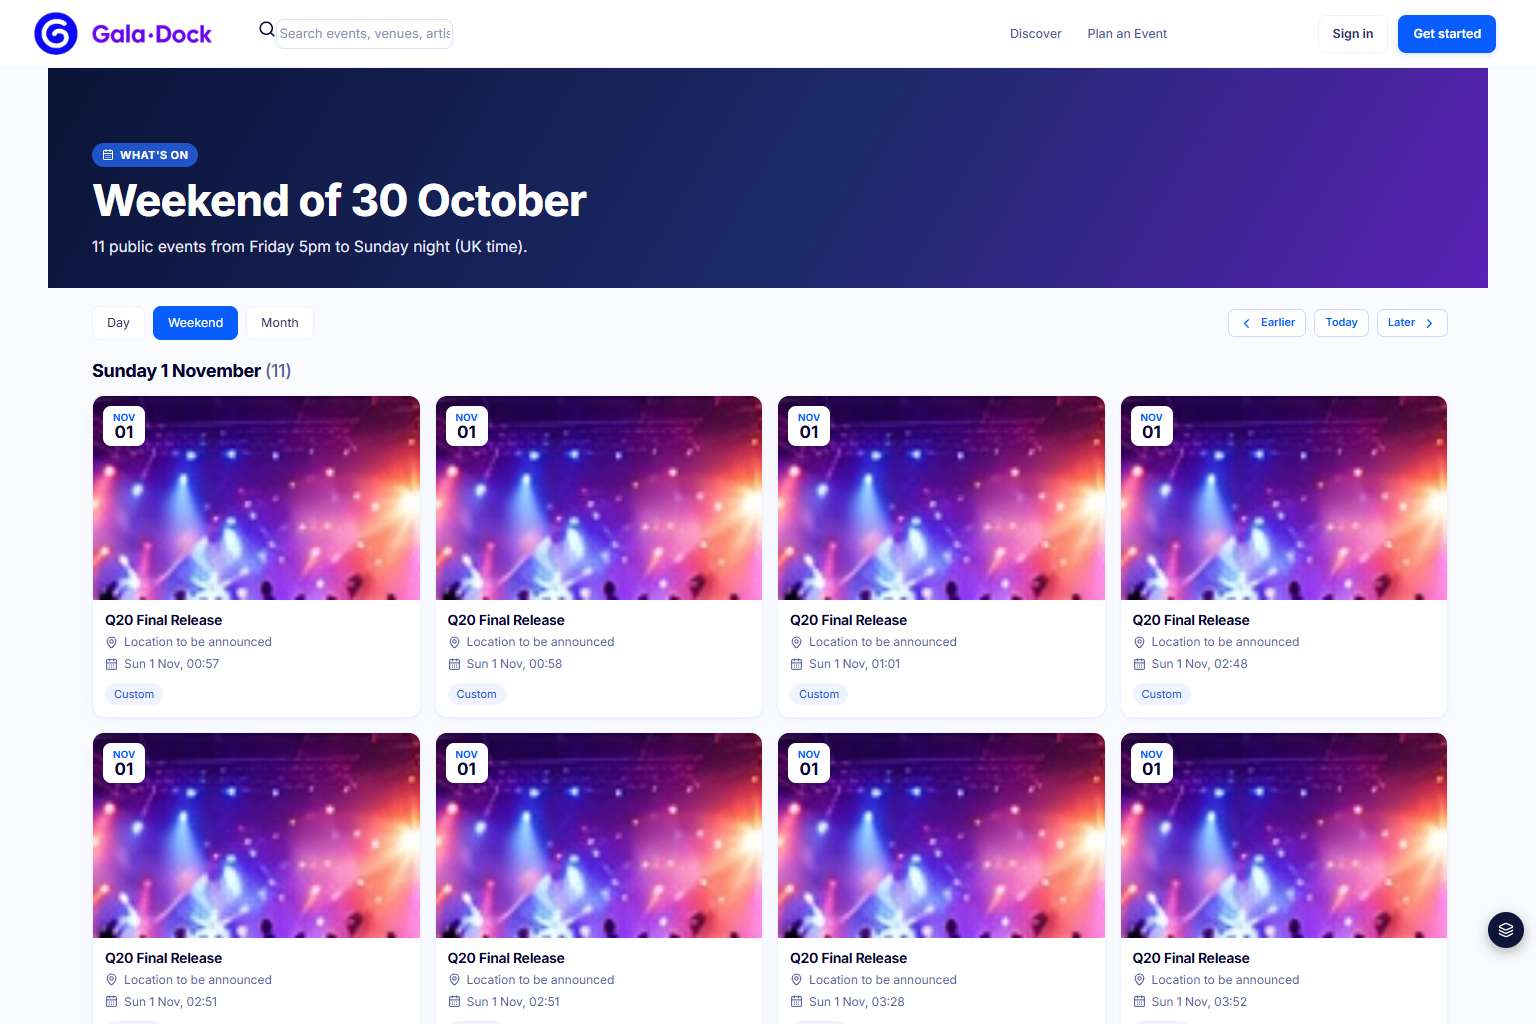 Gala·Dock
Search events, venues, artis
Discover
Plan an Event
Sign in
Get started
WHAT'S ON
Weekend of 30 October
11 public events from Friday 5pm to Sunday night (UK time).
Day
Weekend
Month
Earlier
Today
Later
Sunday 1 November (11)
NOV
01
NOV
01
NOV
01
NOV
01
Q20 Final Release
Location to be announced
Sun 1 Nov, 00:57
Custom
Q20 Final Release
Location to be announced
Sun 1 Nov, 00:58
Custom
Q20 Final Release
Location to be announced
Sun 1 Nov, 01:01
Custom
Q20 Final Release
Location to be announced
Sun 1 Nov, 02:48
Custom
NOV
01
NOV
01
NOV
01
NOV
01
Q20 Final Release
Location to be announced
Sun 1 Nov, 02:51
Q20 Final Release
Location to be announced
Sun 1 Nov, 02:51
Q20 Final Release
Location to be announced
Sun 1 Nov, 03:28
Q20 Final Release
Location to be announced
Sun 1 Nov, 03:52